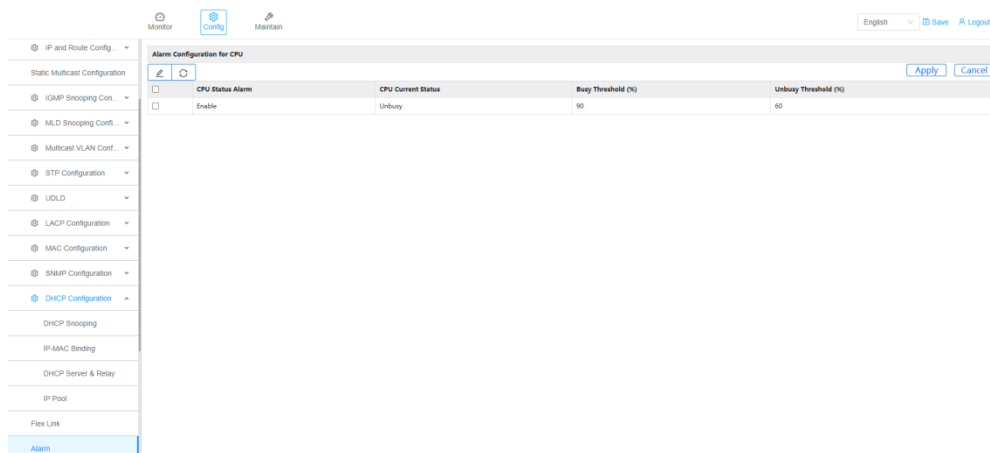 Monitor Config Maintain English Save Logout
IP and Route Config...
Static Multicast Configuration
IGMP Snooping Con...
MLD Snooping Confi...
Multicast VLAN Conf...
STP Configuration
UDLD
LACP Configuration
MAC Configuration
SNMP Configuration
DHCP Configuration
DHCP Snooping
IP-MAC Binding
DHCP Server & Relay
IP Pool
Flex Link
Alarm
Alarm Configuration for CPU
Apply Cancel
CPU Status Alarm CPU Current Status Busy Threshold (%) Unbusy Threshold (%)
Enable Unbusy 90 60